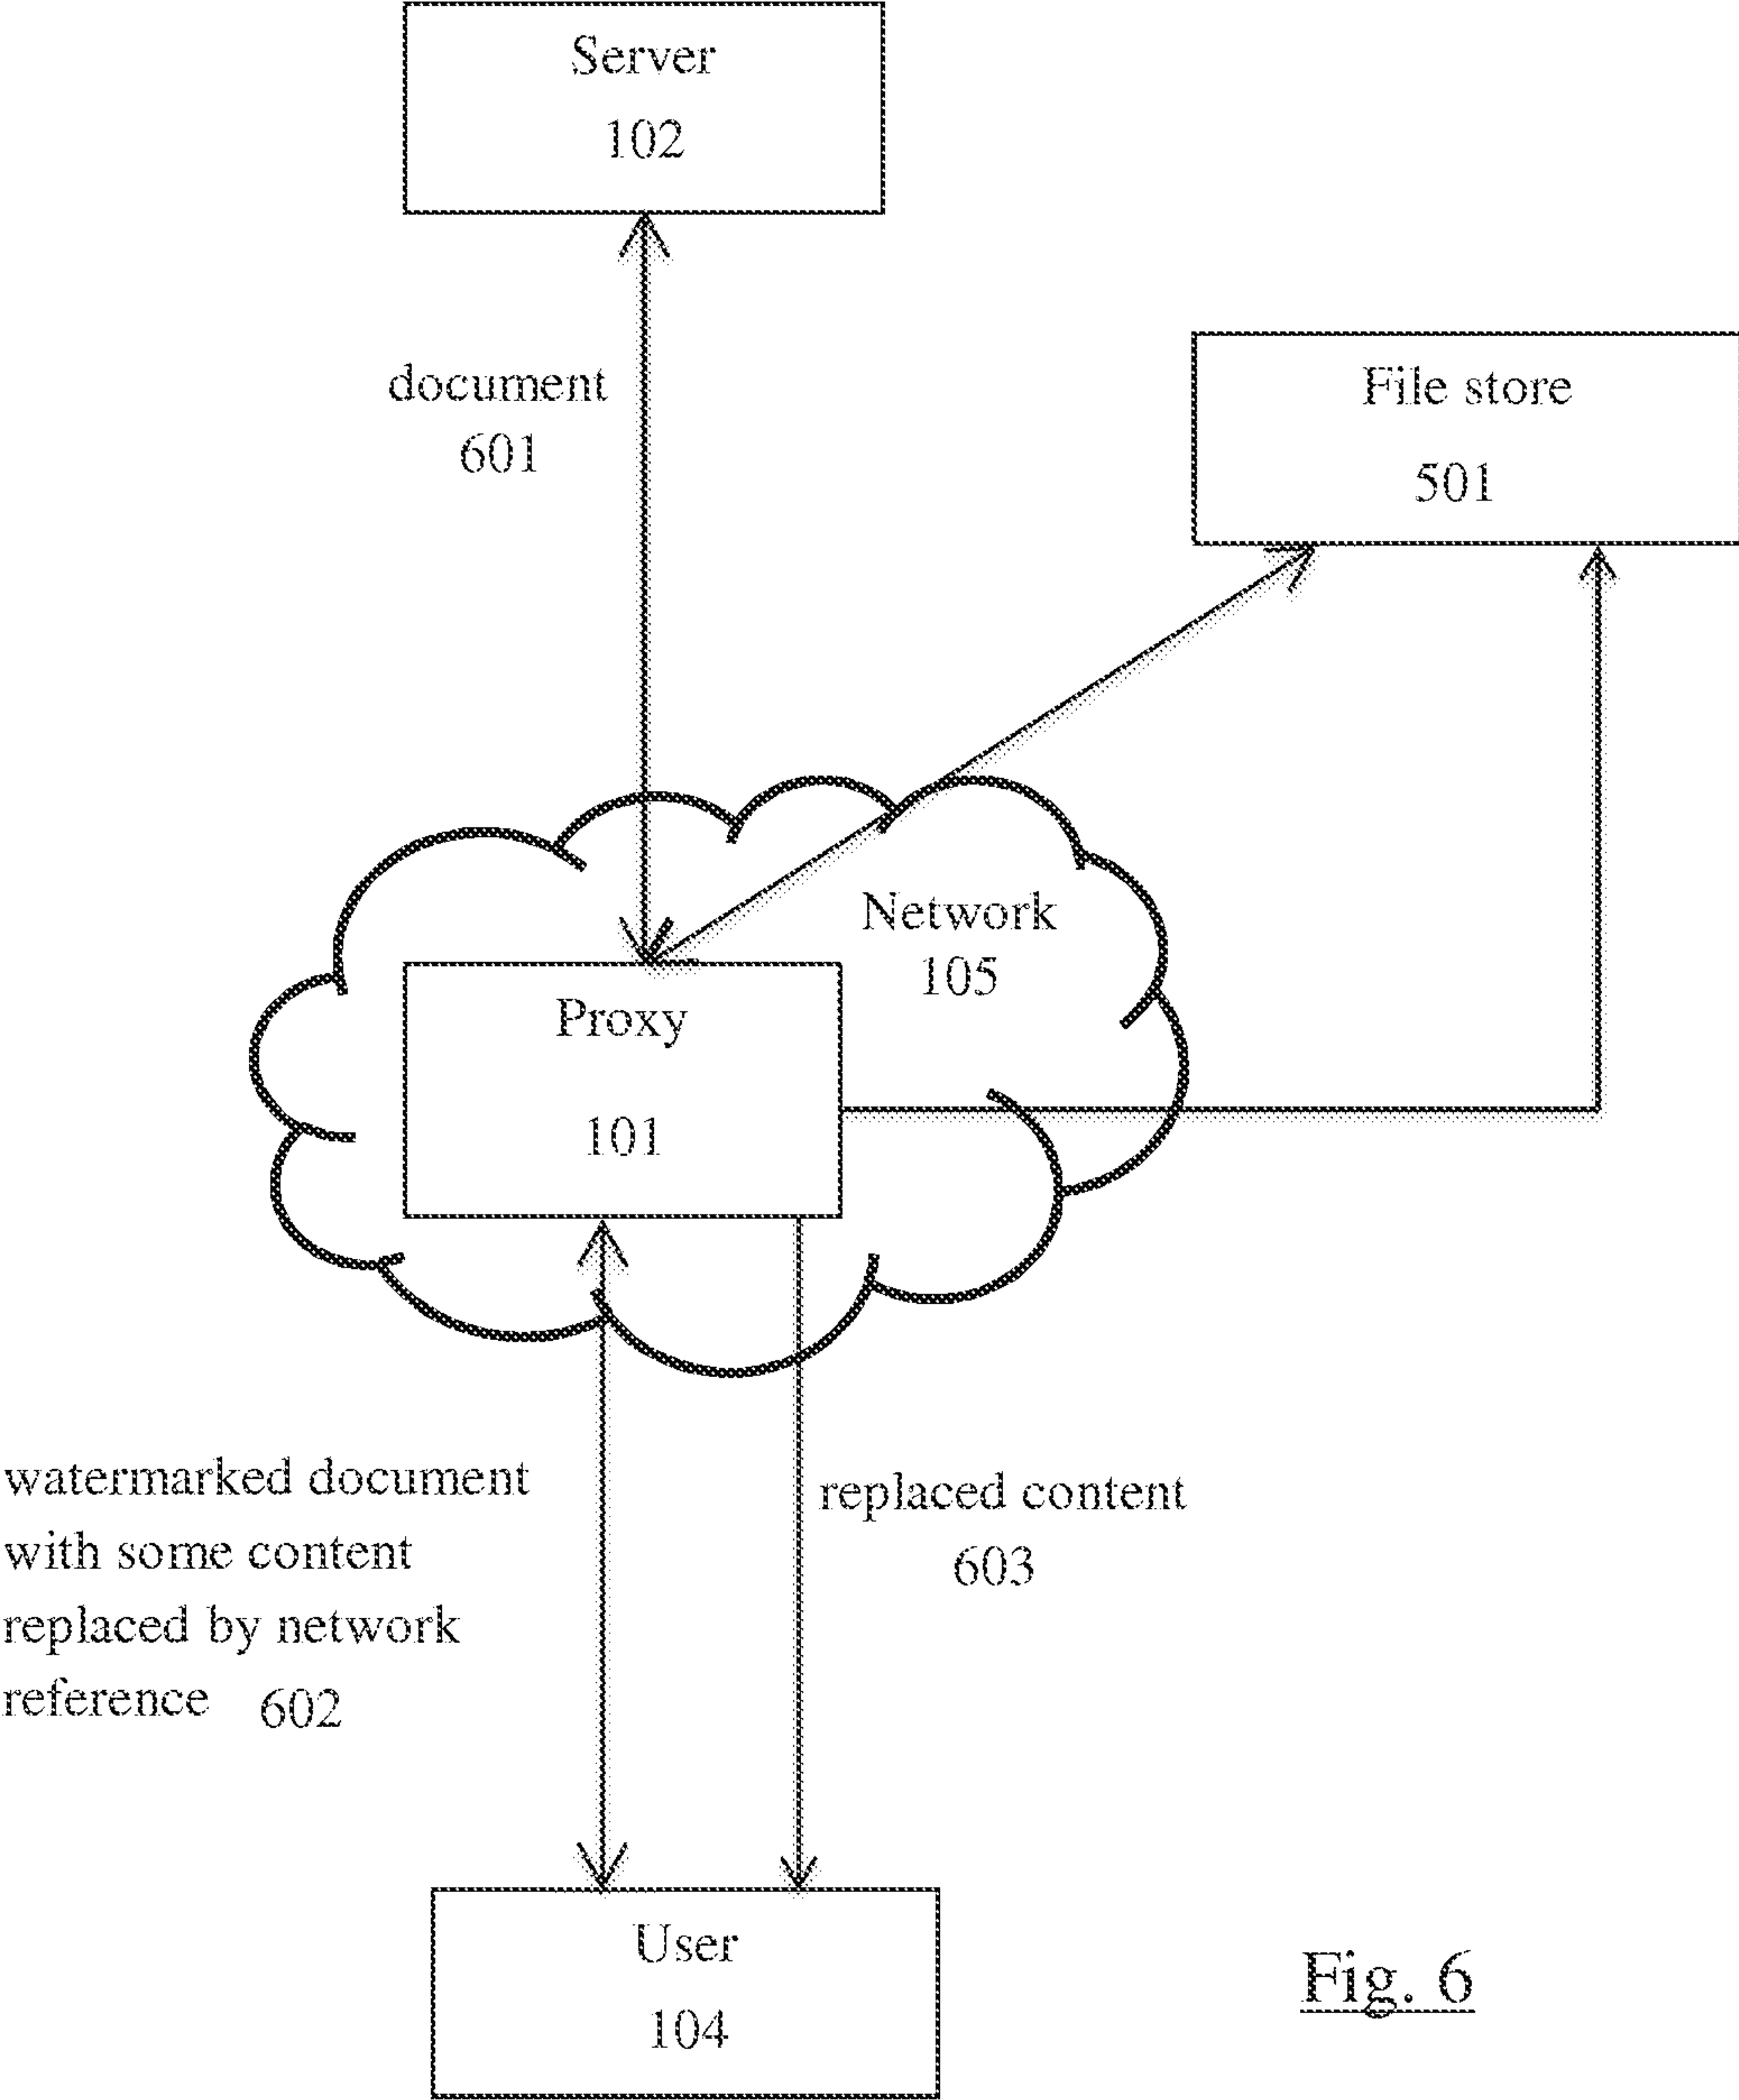 Server
102
document
601
File store
501
Network
105
Proxy
101
watermarked document
with some content
replaced by network
reference 602
replaced content
603
User
104
Fig. 6